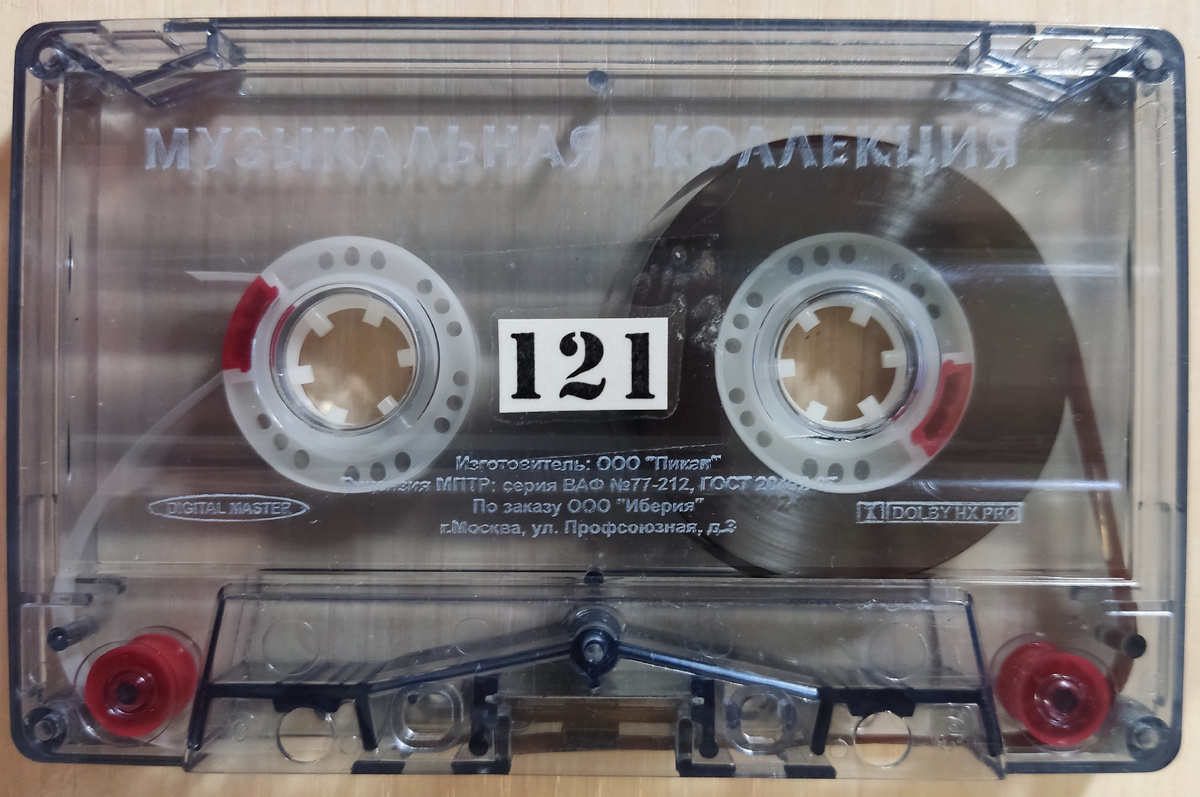 МУЗЫКАЛЬНАЯ КОЛЛЕКЦИЯ
121
Изготовитель: ООО "Пикап"
МПТР: серия ВАФ №77-212, ГОСТ
По заказу ООО "Иберия"
г.Москва, ул. Профсоюзная, д.3
DIGITAL MASTER
DOLBY HX PRO